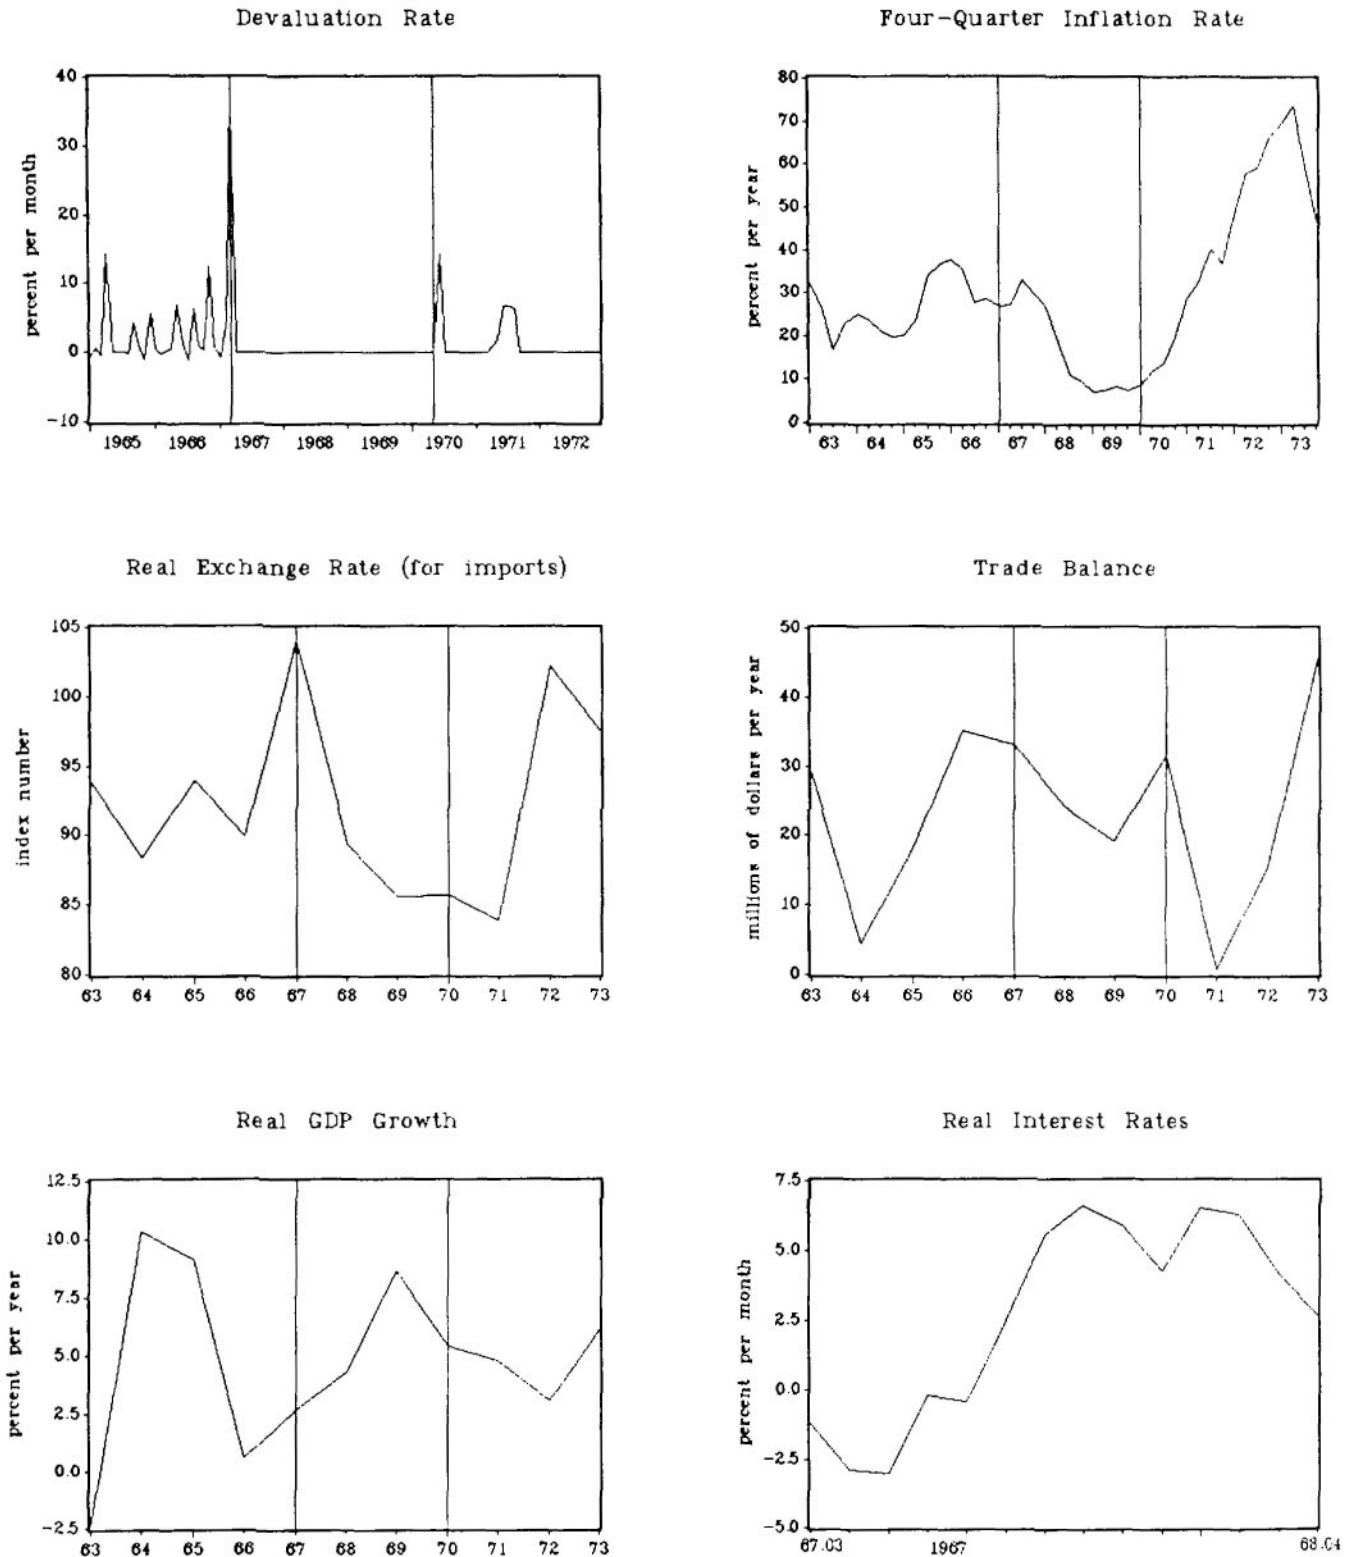 Devaluation Rate
percent per month
40
30
20
10
0
-10
1965 1966 1967 1968 1969 1970 1971 1972
Four-Quarter Inflation Rate
percent per year
80
70
60
50
40
30
20
10
0
63 64 65 66 67 68 69 70 71 72 73
Real Exchange Rate (for imports)
index number
105
100
95
90
85
80
63 64 65 66 67 68 69 70 71 72 73
Trade Balance
millions of dollars per year
50
40
30
20
10
0
63 64 65 66 67 68 69 70 71 72 73
Real GDP Growth
percent per year
12.5
10.0
7.5
5.0
2.5
0.0
-2.5
63 64 65 66 67 68 69 70 71 72 73
Real Interest Rates
percent per month
7.5
5.0
2.5
0.0
-2.5
-5.0
67.03 1967 68.04